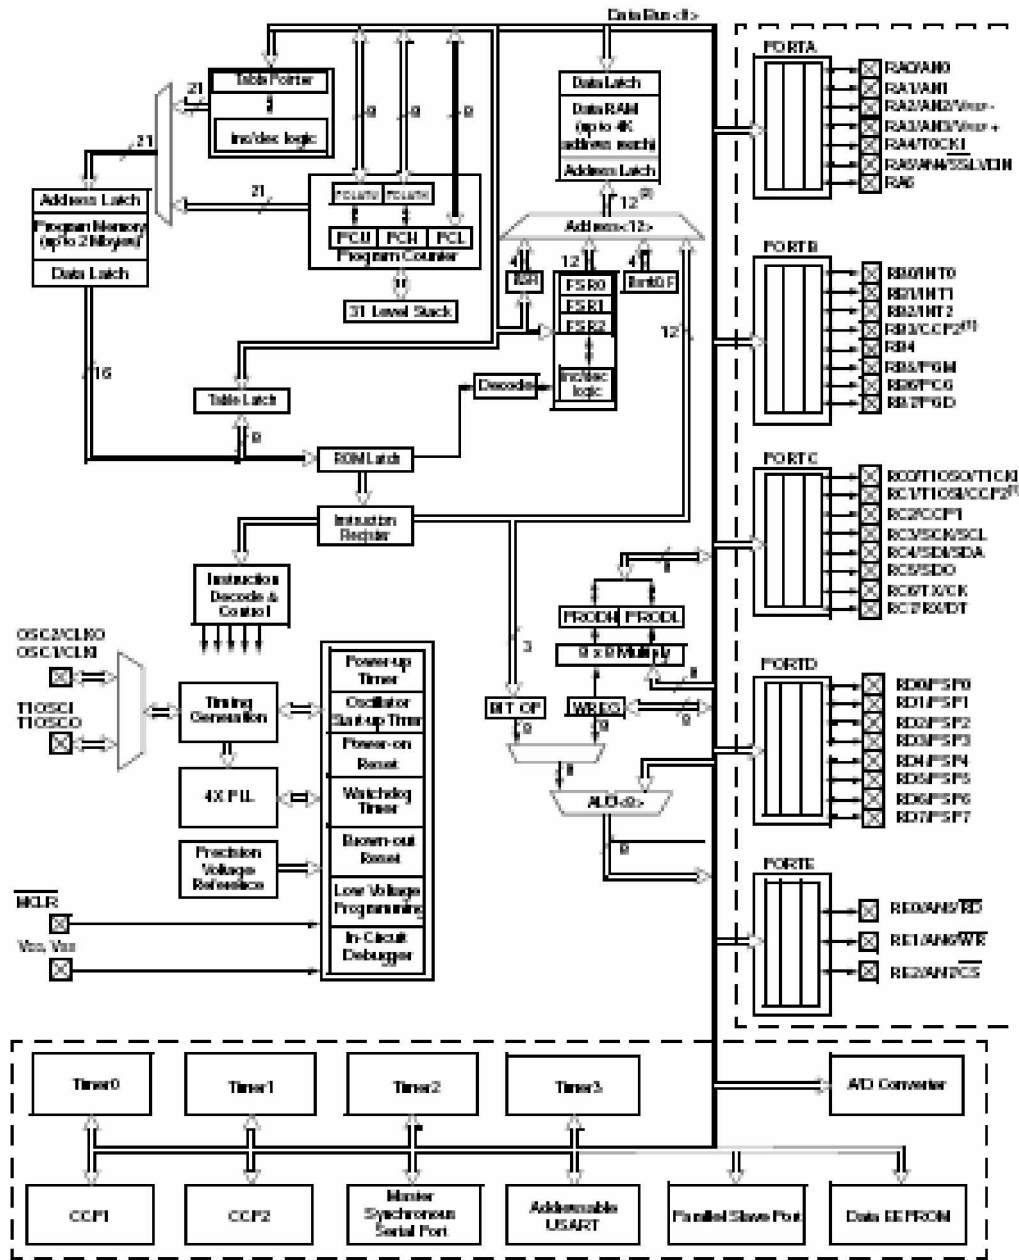 Data Bus<8>
PORTA
Table Pointer
inc/dec logic
21
21
21
8
8
8
Data Latch
Data RAM
(up to 4K
address reach)
Address Latch
12(2)
Address<12>
4
12
4
BSR
FSR0
FSR1
FSR2
inc/dec
logic
12
Address Latch
Program Memory
(up to 2 Mbytes)
Data Latch
PCLATU
PCLATH
PCU
PCH
PCL
Program Counter
31 Level Stack
16
Table Latch
8
Decode
ROM Latch
Instruction
Register
Instruction
Decode &
Control
OSC2/CLKO
OSC1/CLKI
T1OSCI
T1OSCO
Timing
Generation
4X PLL
Precision
Voltage
Reference
MCLR
Power-up
Timer
Oscillator
Start-up Timer
Power-on
Reset
Watchdog
Timer
Brown-out
Reset
Low Voltage
Programming
In-Circuit
Debugger
8
PRODH
PRODL
8 x 8 Multiply
3
8
BIT OP
WREG
8
8
8
8
ALU<8>
8
RA0/AN0
RA1/AN1
RA2/AN2/VREF-
RA3/AN3/VREF+
RA4/T0CKI
RA6
PORTB
RB0/INT0
RB1/INT1
RB2/INT2
RB3/CCP2(1)
RB4
RB5/PGM
RB6/PCG
RB7/PGD
PORTC
RC0/T1OSO/T1CKI
RC1/T1OSI/CCP2(1)
RC2/CCP1
RC3/SCK/SCL
RC4/SDI/SDA
RC5/SDO
RC6/TX/CK
RC7/RX/DT
PORTD
RD0/PSP0
RD1/PSP1
RD2/PSP2
RD3/PSP3
RD4/PSP4
RD5/PSP5
RD6/PSP6
RD7/PSP7
PORTE
RE0/AN5/RD
RE1/AN6/WR
RE2/AN7/CS
Timer0
Timer1
Timer2
Timer3
A/D Converter
CCP1
CCP2
Master
Synchronous
Serial Port
Addressable
USART
Parallel Slave Port
Data EEPROM